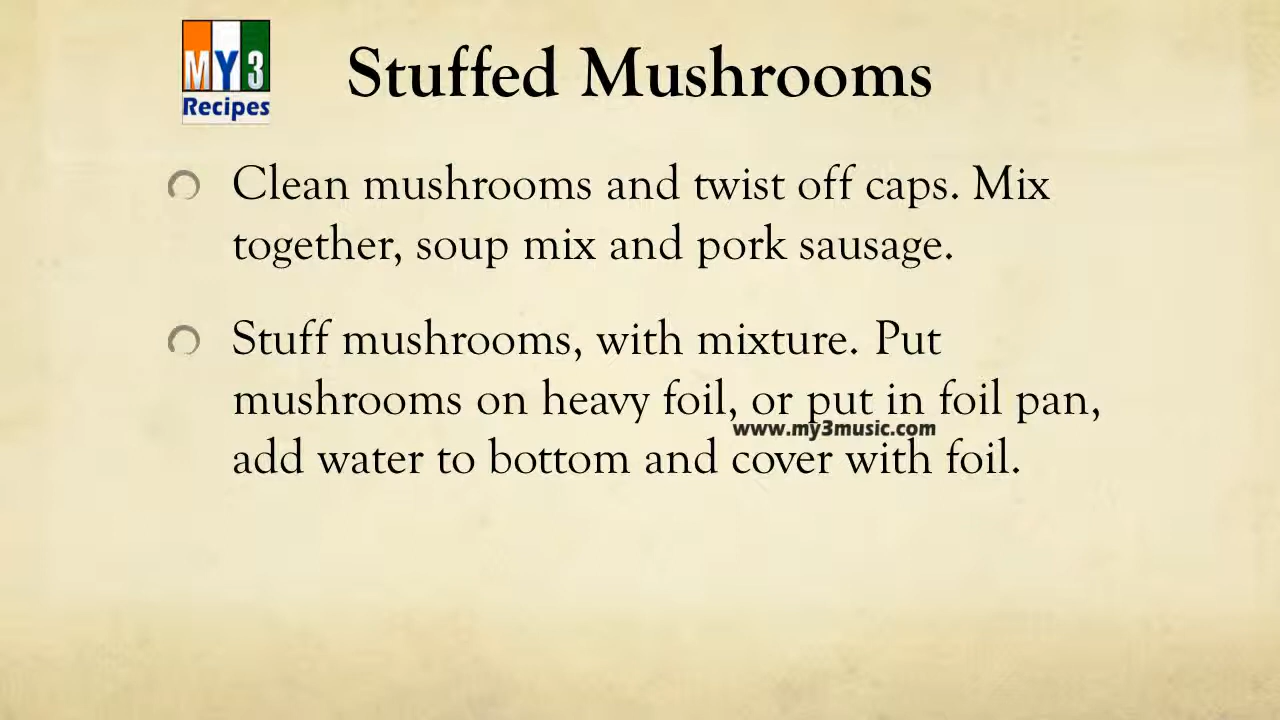 MY3
Recipes
Stuffed Mushrooms
Clean mushrooms and twist off caps. Mix
together, soup mix and pork sausage.
Stuff mushrooms, with mixture. Put
mushrooms on heavy foil, or put in foil pan,
www.my3music.com
add water to bottom and cover with foil.